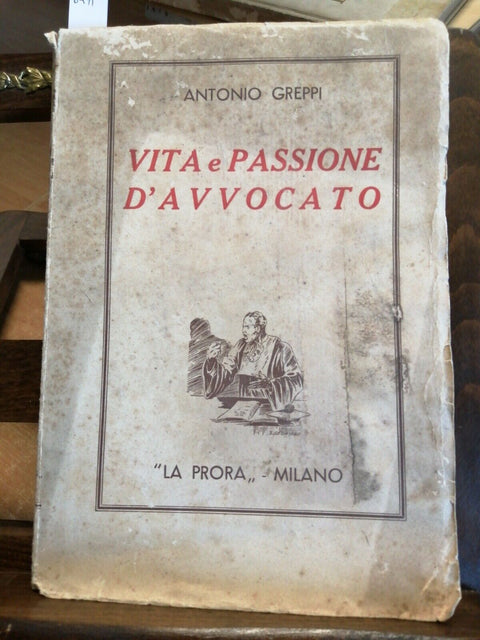 ANTONIO GREPPI
VITA e PASSIONE
D'AVVOCATO
"LA PRORA„ - MILANO